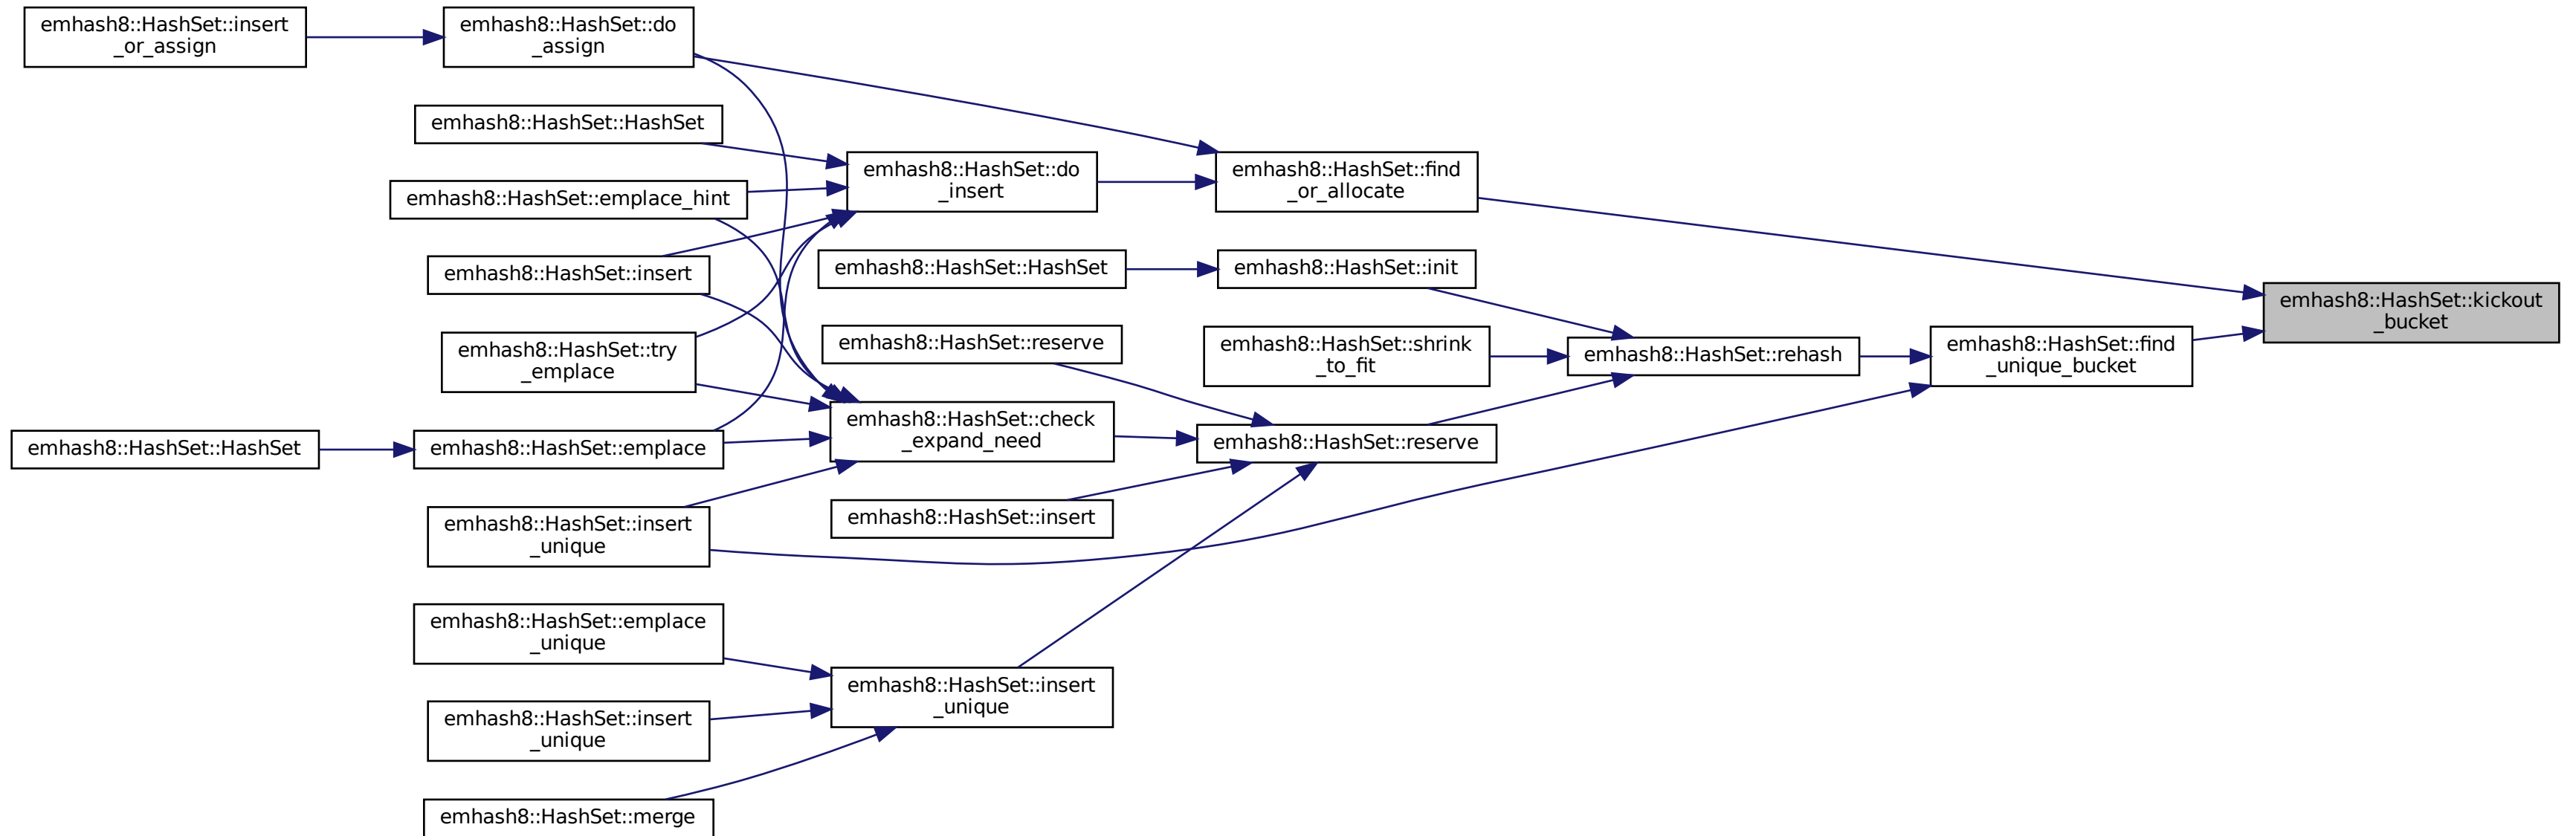 emhash8::HashSet::insert
_or_assign
emhash8::HashSet::do
_assign
emhash8::HashSet::HashSet
emhash8::HashSet::do
_insert
emhash8::HashSet::find
_or_allocate
emhash8::HashSet::emplace_hint
emhash8::HashSet::insert
emhash8::HashSet::HashSet
emhash8::HashSet::init
emhash8::HashSet::kickout
_bucket
emhash8::HashSet::try
_emplace
emhash8::HashSet::reserve
emhash8::HashSet::shrink
_to_fit
emhash8::HashSet::rehash
emhash8::HashSet::find
_unique_bucket
emhash8::HashSet::HashSet
emhash8::HashSet::emplace
emhash8::HashSet::check
_expand_need
emhash8::HashSet::reserve
emhash8::HashSet::insert
_unique
emhash8::HashSet::insert
emhash8::HashSet::emplace
_unique
emhash8::HashSet::insert
_unique
emhash8::HashSet::insert
_unique
emhash8::HashSet::merge